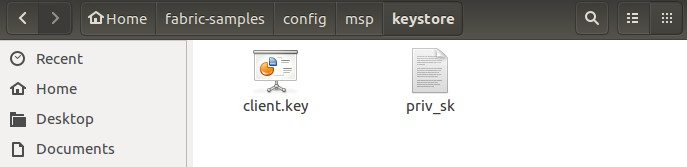 Home fabric-samples config msp keystore
Recent
Home
Desktop
Documents
client.key priv_sk